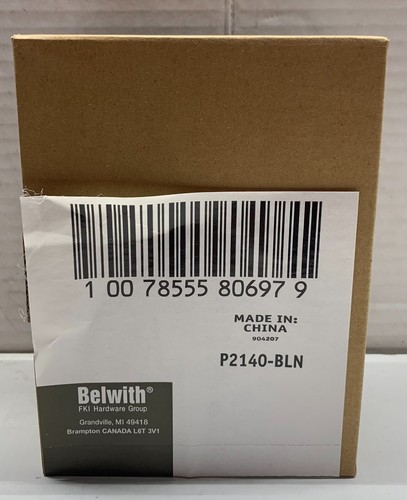 1 00 78555 80697 9
MADE IN:
CHINA
904207
P2140-BLN
Belwith®
FKI Hardware Group
Grandville, MI 49418
Brampton CANADA L6T 3V1